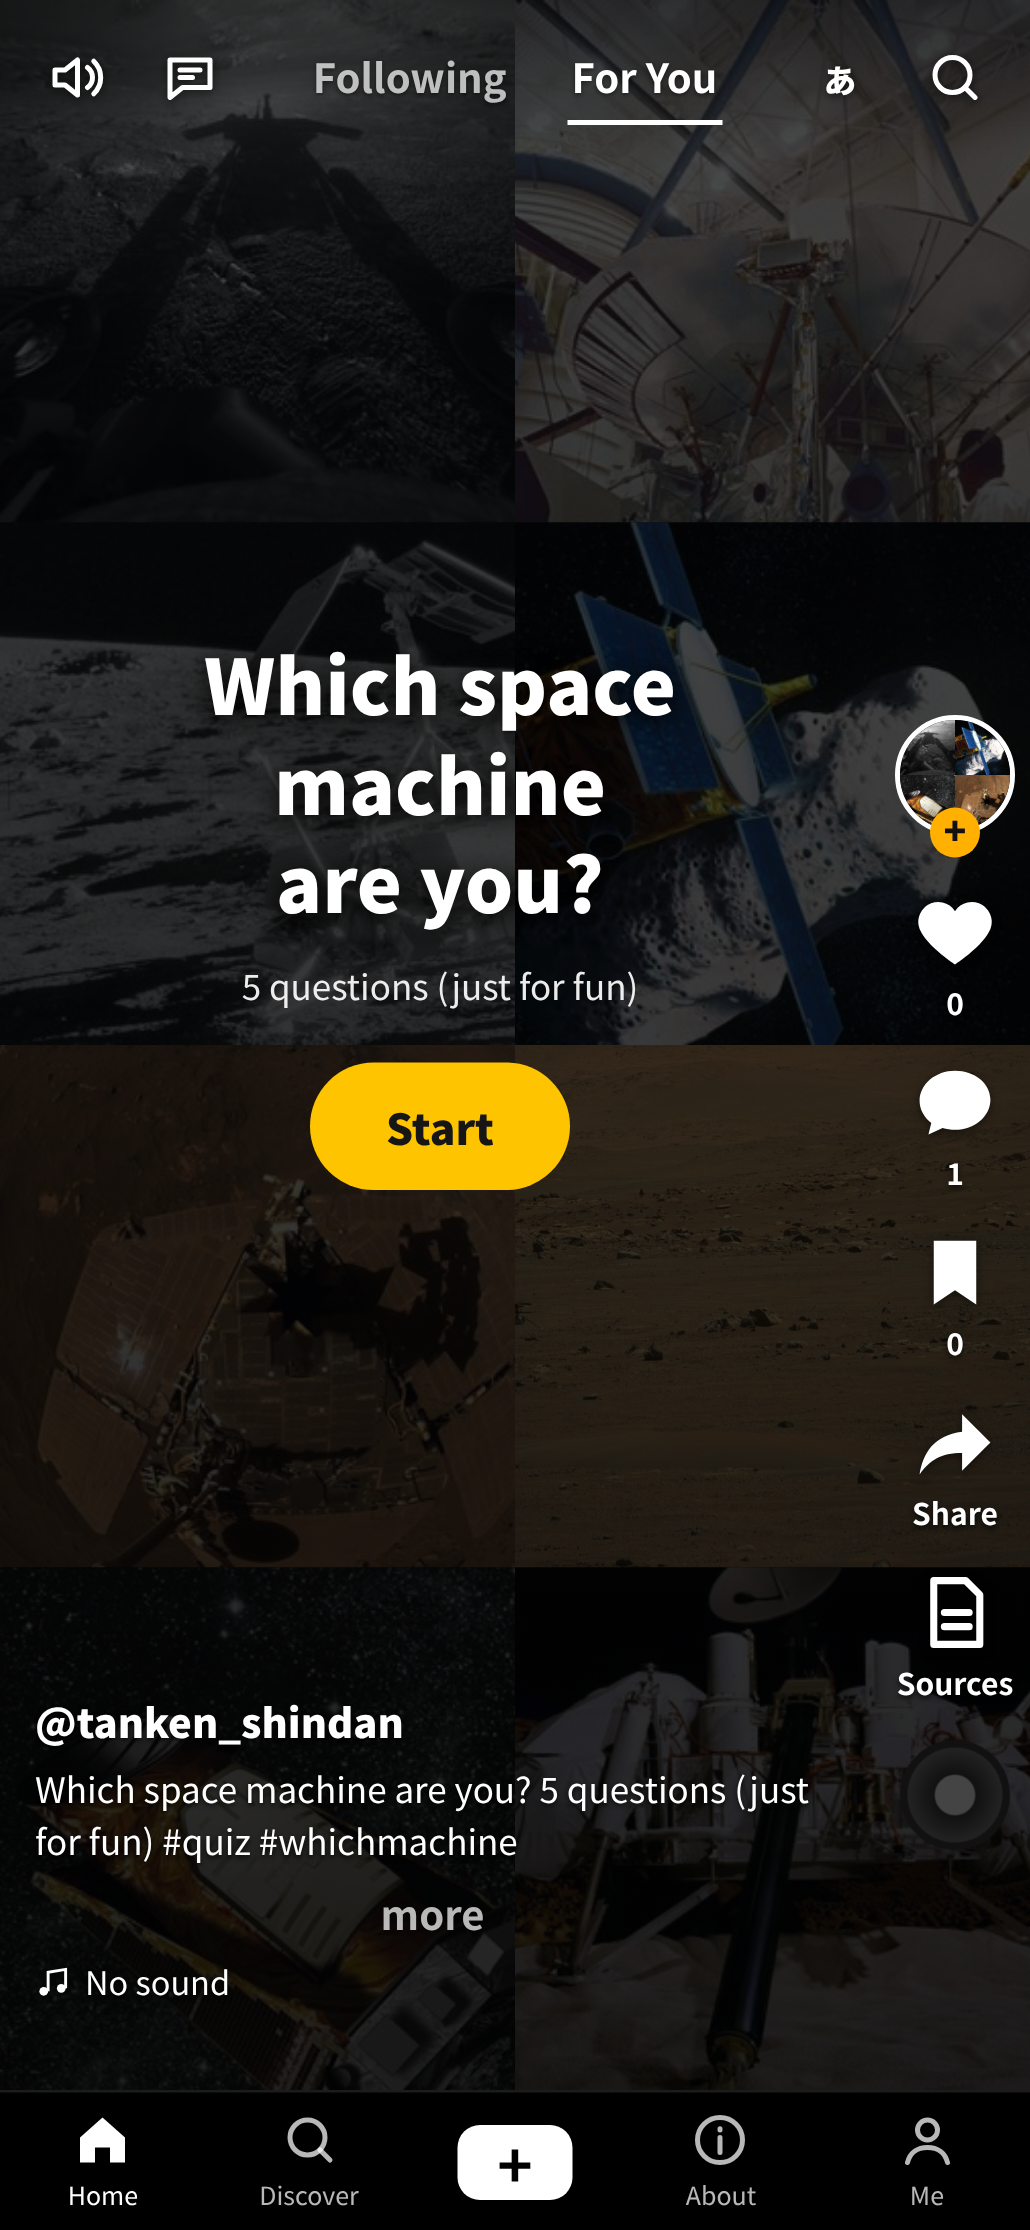 Following
For You
あ
Which space
machine
are you?
5 questions (just for fun)
Start
0
1
0
Share
Sources
@tanken_shindan
Which space machine are you? 5 questions (just
for fun) #quiz #whichmachine
more
No sound
Home
Discover
About
Me